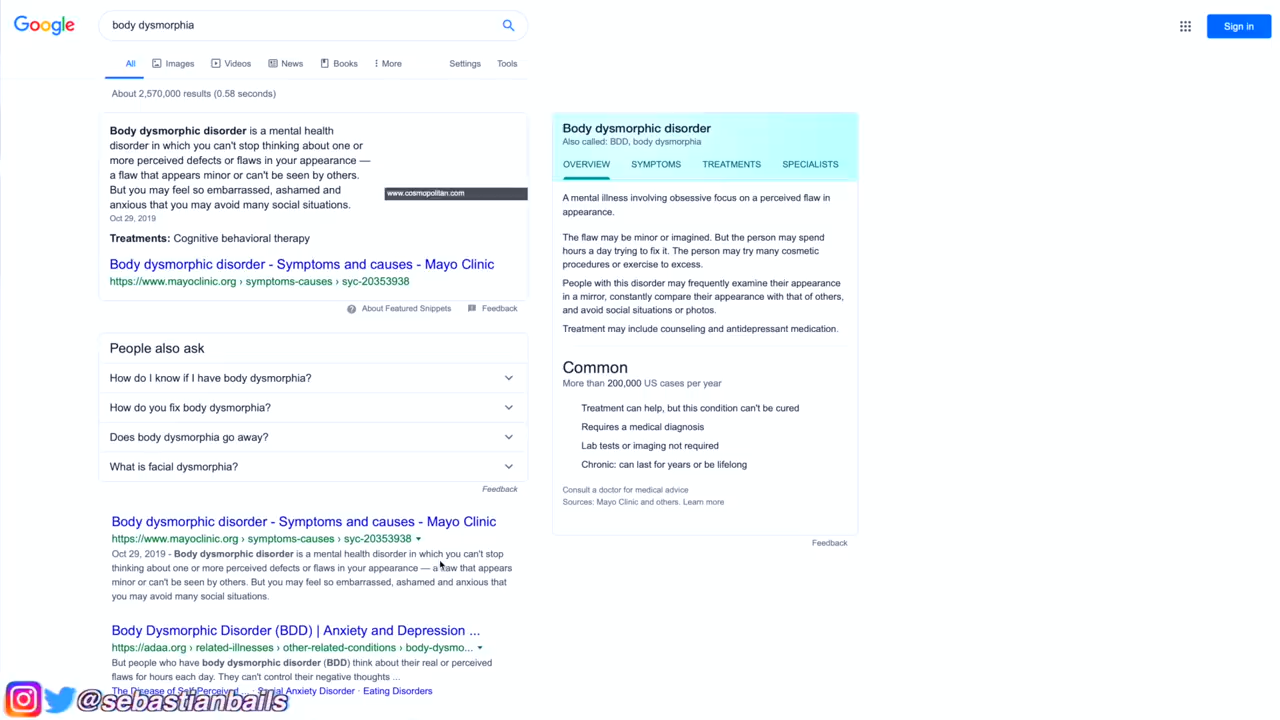 Google
body dysmorphia
Sign in
All Images Videos News Books More Settings Tools
About 2,570,000 results (0.58 seconds)
Body dysmorphic disorder is a mental health
disorder in which you can't stop thinking about one or
more perceived defects or flaws in your appearance —
a flaw that appears minor or can't be seen by others.
But you may feel so embarrassed, ashamed and
anxious that you may avoid many social situations.
Oct 29, 2019
www.cosmopolitan.com
Treatments: Cognitive behavioral therapy
Body dysmorphic disorder - Symptoms and causes - Mayo Clinic
https://www.mayoclinic.org › symptoms-causes › syc-20353938
About Featured Snippets Feedback
People also ask
How do I know if I have body dysmorphia?
How do you fix body dysmorphia?
Does body dysmorphia go away?
What is facial dysmorphia?
Feedback
Body dysmorphic disorder - Symptoms and causes - Mayo Clinic
https://www.mayoclinic.org › symptoms-causes › syc-20353938
Oct 29, 2019 - Body dysmorphic disorder is a mental health disorder in which you can't stop
thinking about one or more perceived defects or flaws in your appearance — a flaw that appears
minor or can't be seen by others. But you may feel so embarrassed, ashamed and anxious that
you may avoid many social situations.
Body Dysmorphic Disorder (BDD) | Anxiety and Depression ...
https://adaa.org › related-illnesses › other-related-conditions › body-dysmo...
But people who have body dysmorphic disorder (BDD) think about their real or perceived
flaws for hours each day. They can't control their negative thoughts ...
The Disease of Self-Perceived ... · Social Anxiety Disorder · Eating Disorders
@sebastianbails
Body dysmorphic disorder
Also called: BDD, body dysmorphia
OVERVIEW SYMPTOMS TREATMENTS SPECIALISTS
A mental illness involving obsessive focus on a perceived flaw in
appearance.
The flaw may be minor or imagined. But the person may spend
hours a day trying to fix it. The person may try many cosmetic
procedures or exercise to excess.
People with this disorder may frequently examine their appearance
in a mirror, constantly compare their appearance with that of others,
and avoid social situations or photos.
Treatment may include counseling and antidepressant medication.
Common
More than 200,000 US cases per year
Treatment can help, but this condition can't be cured
Requires a medical diagnosis
Lab tests or imaging not required
Chronic: can last for years or be lifelong
Consult a doctor for medical advice
Sources: Mayo Clinic and others. Learn more
Feedback